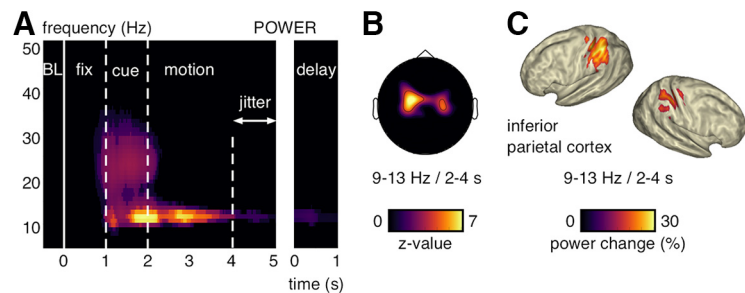 A frequency (Hz) POWER
50
BL fix cue motion delay
40
jitter
30
20
10
0 1 2 3 4 5 0 1
time (s)
B
9-13 Hz / 2-4 s
0 7
z-value
C
inferior
parietal cortex
9-13 Hz / 2-4 s
0 30
power change (%)